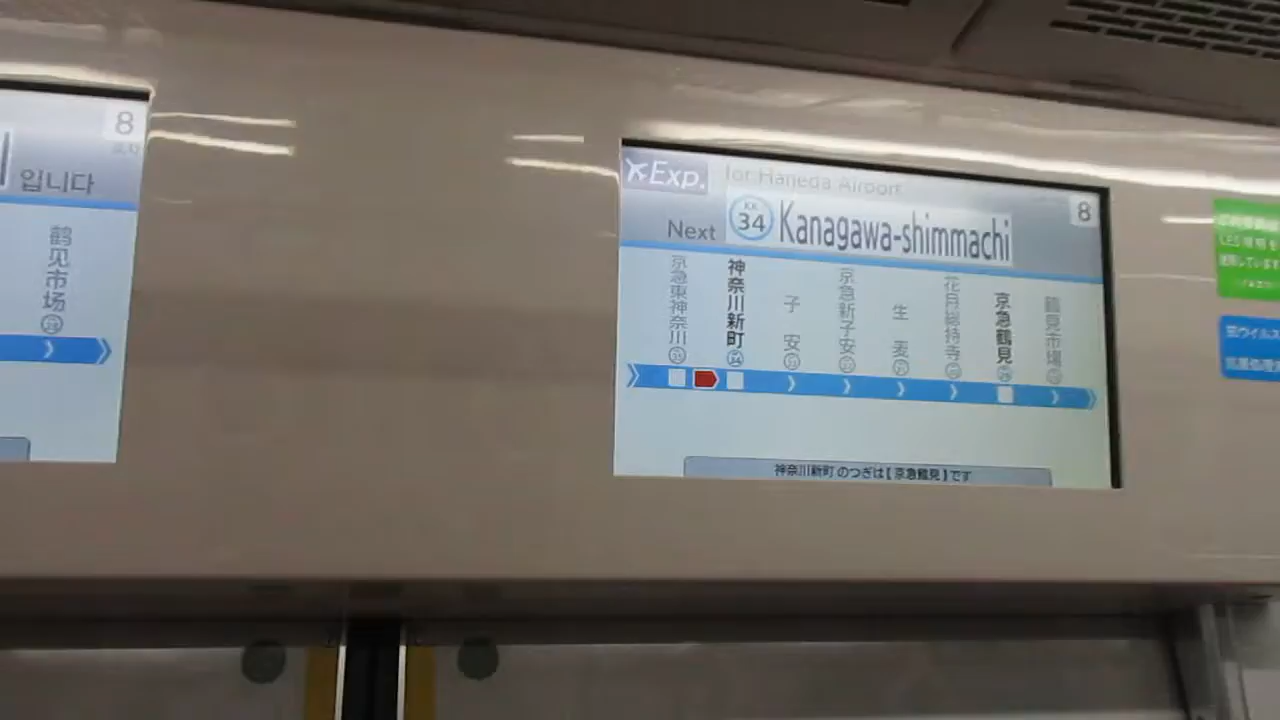 8
입니다
鹤见市场
Exp. for Haneda Airport
8
Next KK 34 Kanagawa-shimmachi
京急東神奈川
神奈川新町
子安
京急新子安
生麦
花月総持寺
京急鶴見
鶴見市場
神奈川新町 のつぎは【 京急鶴見 】です